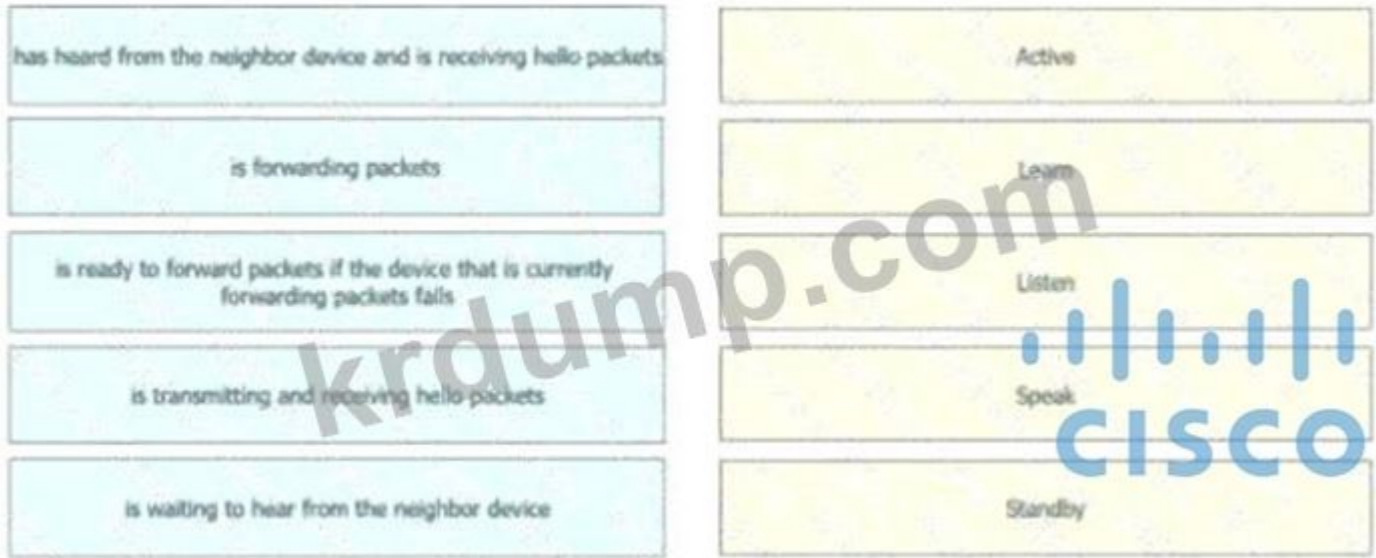 has heard from the neighbor device and is receiving hello packets
Active
is forwarding packets
Learn
is ready to forward packets if the device that is currently
forwarding packets fails
Listen
is transmitting and receiving hello packets
Speak
is waiting to hear from the neighbor device
Standby
krdump.com
CISCO